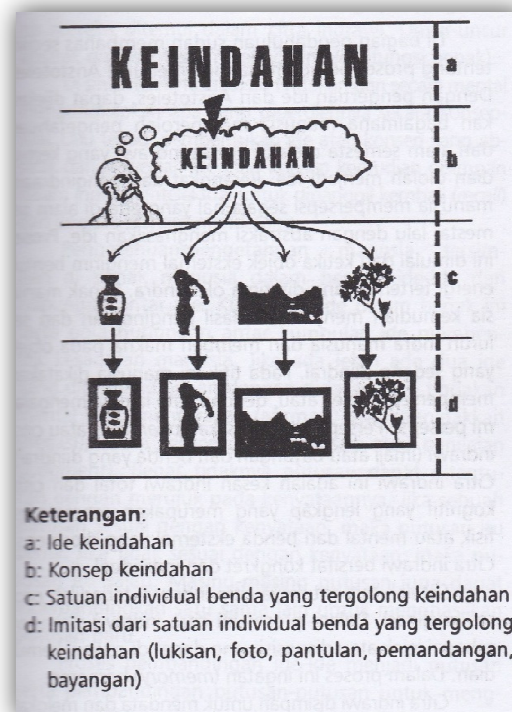 KEINDAHAN
a
KEINDAHAN
b
c
d
Keterangan:
a: Ide keindahan
b: Konsep keindahan
c: Satuan individual benda yang tergolong keindahan
d: Imitasi dari satuan individual benda yang tergolong
keindahan (lukisan, foto, pantulan, pemandangan,
bayangan)